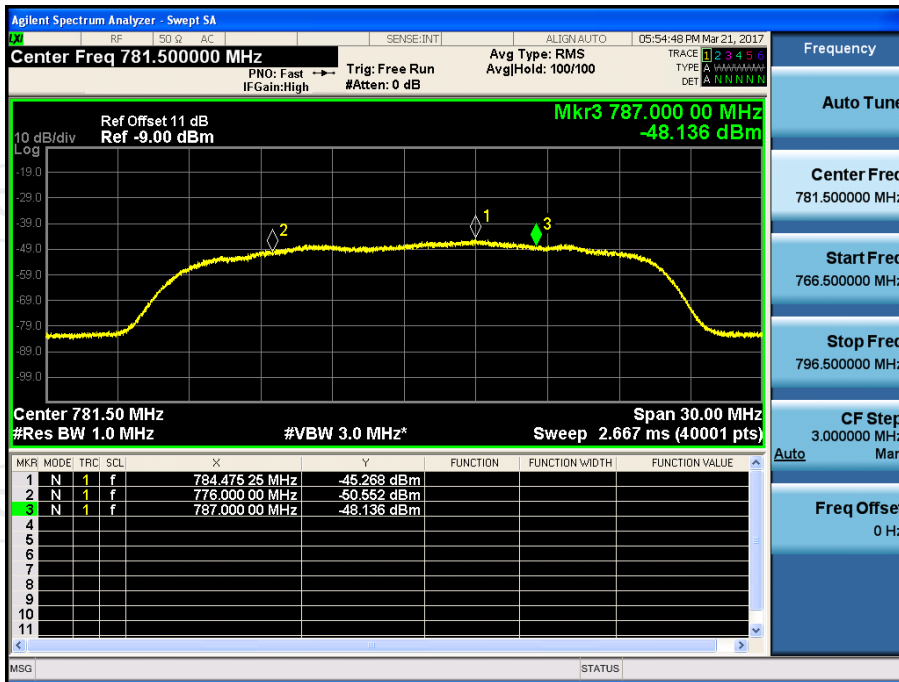 Agilent Spectrum Analyzer - Swept SA
LXI RF 50 Ω AC SENSE:INT ALIGN AUTO 05:54:48 PM Mar 21, 2017
Center Freq 781.500000 MHz
PNO: Fast
IFGain:High
Trig: Free Run
#Atten: 0 dB
Avg Type: RMS
Avg|Hold: 100/100
TRACE 1 2 3 4 5 6
TYPE A
DET A N N N N N
Frequency
Auto Tune
Mkr3 787.000 00 MHz
-48.136 dBm
Ref Offset 11 dB
10 dB/div Ref -9.00 dBm
Log
-19.0
-29.0
-39.0
-49.0
-59.0
-69.0
-79.0
-89.0
-99.0
2
1
3
Center 781.50 MHz Span 30.00 MHz
#Res BW 1.0 MHz #VBW 3.0 MHz* Sweep 2.667 ms (40001 pts)
Center Freq
781.500000 MHz
Start Freq
766.500000 MHz
Stop Freq
796.500000 MHz
CF Step
3.000000 MHz
Auto Man
Freq Offset
0 Hz
MKR MODE TRC SCL X Y FUNCTION FUNCTION WIDTH FUNCTION VALUE
1 N 1 f 784.475 25 MHz -45.268 dBm
2 N 1 f 776.000 00 MHz -50.552 dBm
3 N 1 f 787.000 00 MHz -48.136 dBm
4
5
6
7
8
9
10
11
MSG STATUS